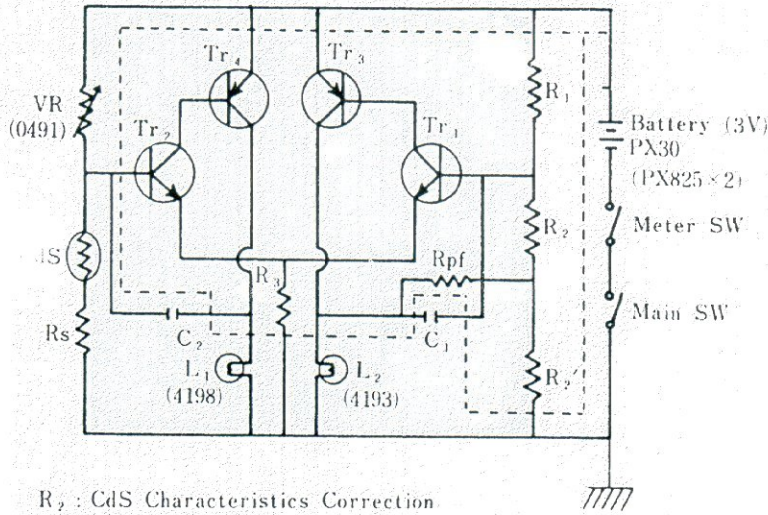 Tr₄
Tr₃
VR
(0491)
Tr₂
Tr₁
R₁
Battery (3V)
PX30
(PX825×2)
R₂
Meter SW
dS
R₃
Rpf
Rs
C₂
C₁
Main SW
L₁
(4198)
L₂
(4193)
R₂'
R₂ : CdS Characteristics Correction